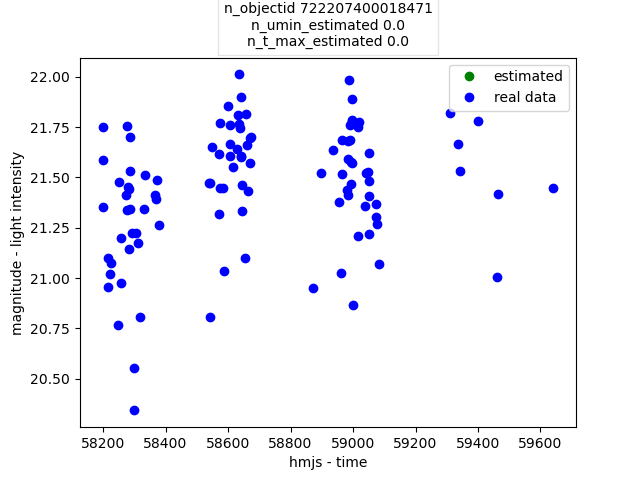 n_objectid 722207400018471
n_umin_estimated 0.0
n_t_max_estimated 0.0
estimated
real data
magnitude - light intensity
22.00
21.75
21.50
21.25
21.00
20.75
20.50
58200 58400 58600 58800 59000 59200 59400 59600
hmjs - time